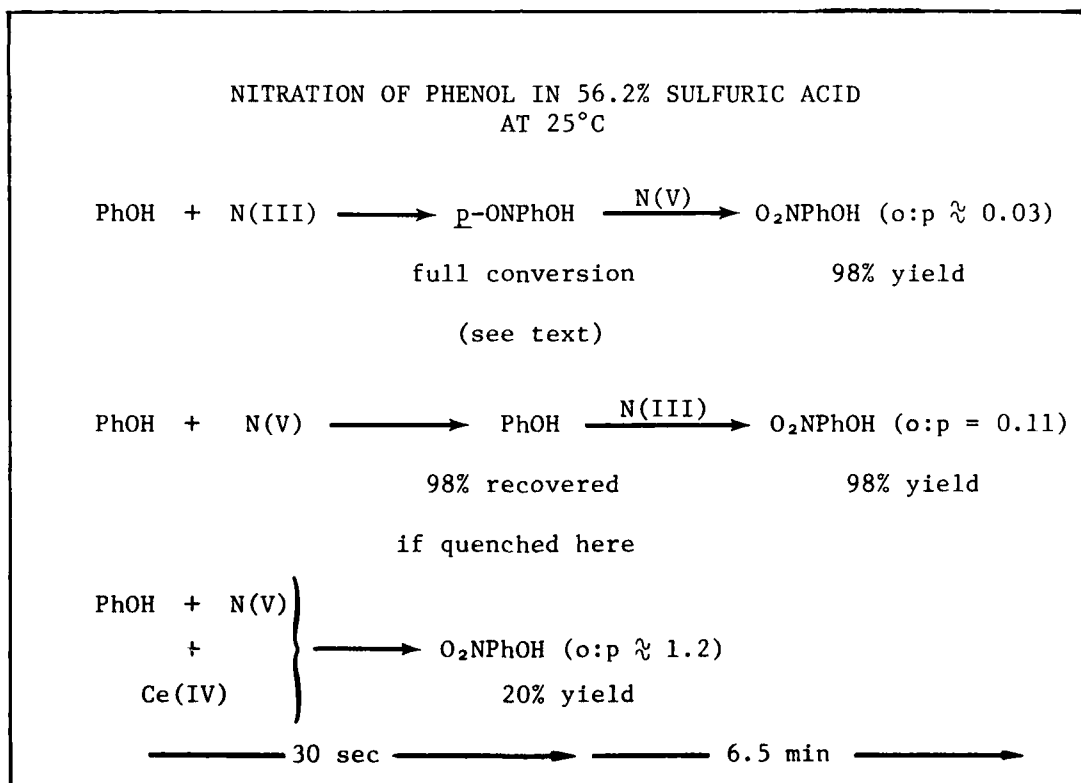 NITRATION OF PHENOL IN 56.2% SULFURIC ACID
AT 25°C
PhOH + N(III) ⟶ p-ONPhOH —N(V)⟶ O₂NPhOH (o:p ≈ 0.03)
full conversion 98% yield
(see text)
PhOH + N(V) ⟶ PhOH —N(III)⟶ O₂NPhOH (o:p = 0.11)
98% recovered 98% yield
if quenched here
PhOH + N(V)
+ ⟶ O₂NPhOH (o:p ≈ 1.2)
Ce(IV) 20% yield
30 sec 6.5 min